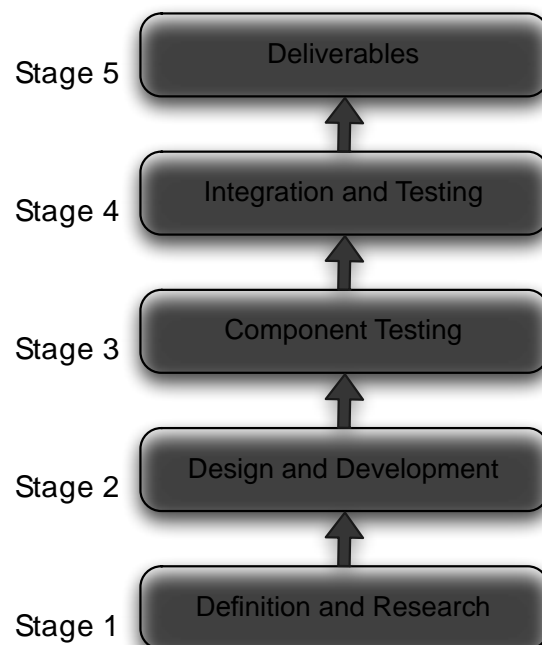 Deliverables
Stage 5
Integration and Testing
Stage 4
Component Testing
Stage 3
Design and Development
Stage 2
Definition and Research
Stage 1